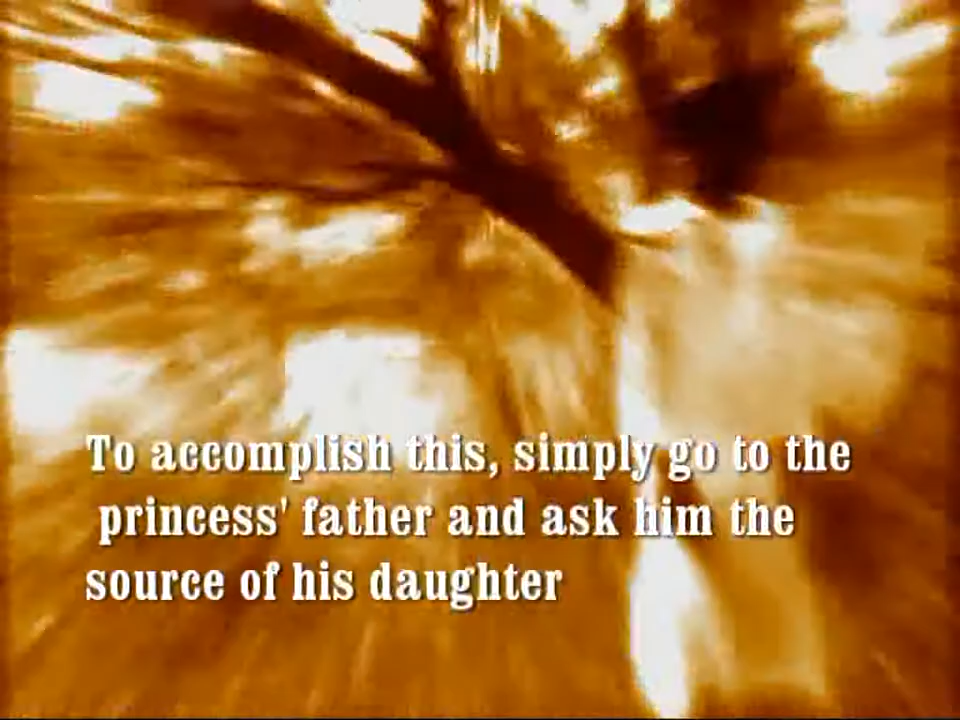 To accomplish this, simply go to the
princess' father and ask him the
source of his daughter